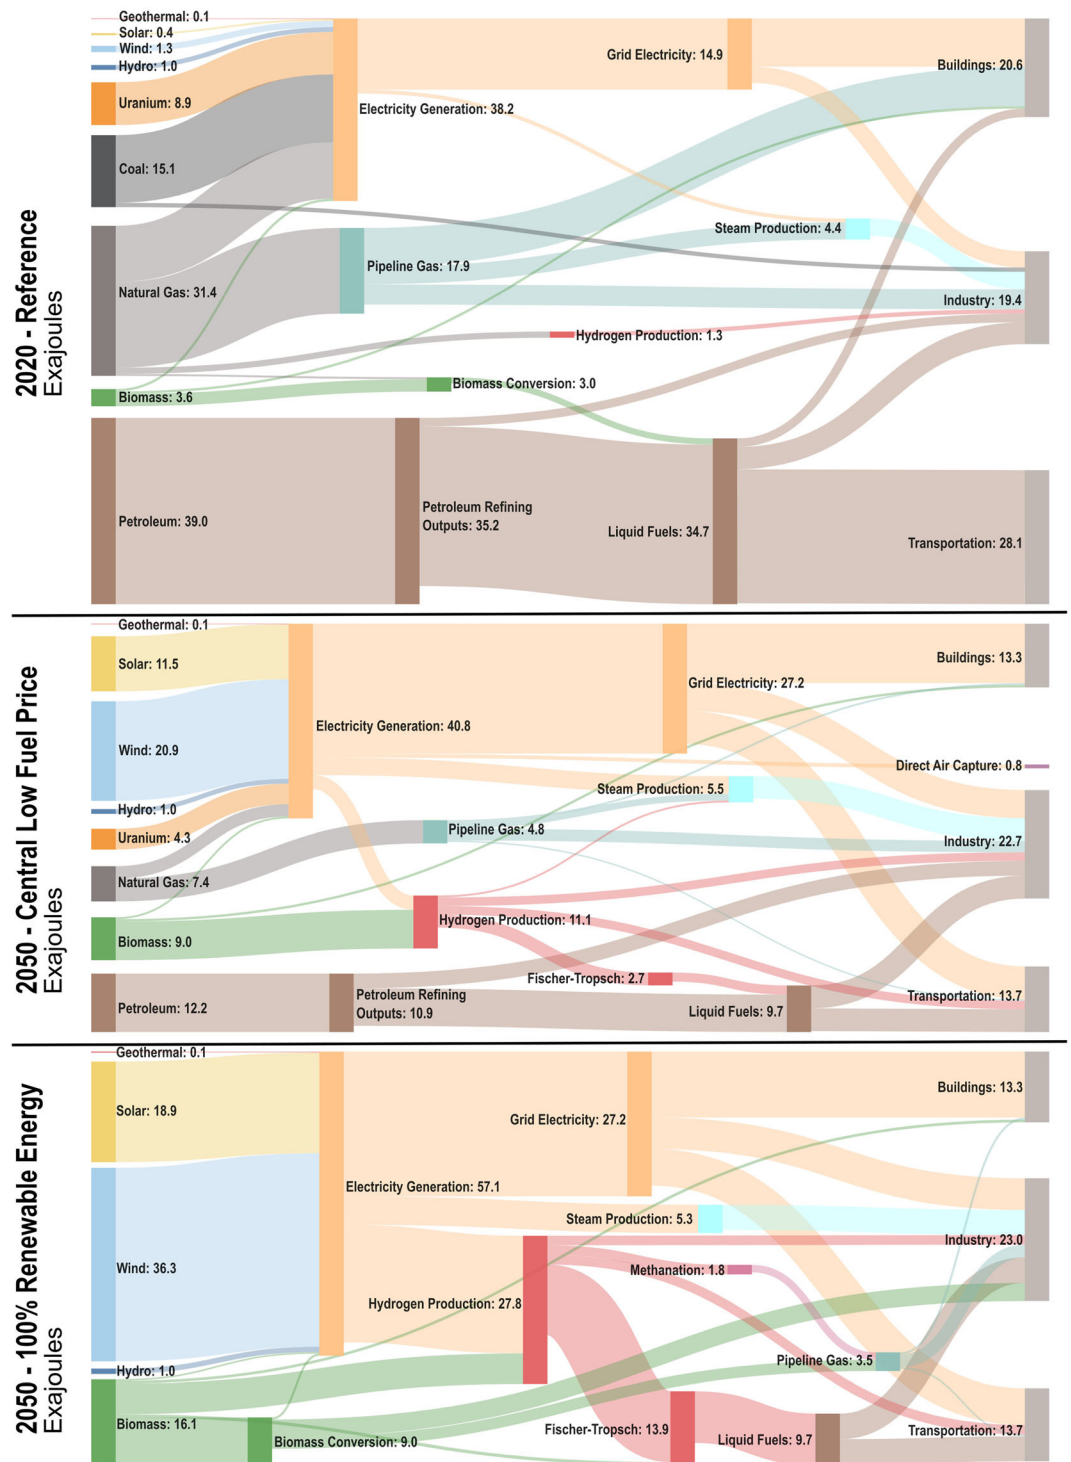 2020 - Reference
Exajoules
Geothermal: 0.1
Solar: 0.4
Wind: 1.3
Hydro: 1.0
Uranium: 8.9
Coal: 15.1
Natural Gas: 31.4
Biomass: 3.6
Petroleum: 39.0
Electricity Generation: 38.2
Pipeline Gas: 17.9
Hydrogen Production: 1.3
Biomass Conversion: 3.0
Petroleum Refining
Outputs: 35.2
Grid Electricity: 14.9
Steam Production: 4.4
Liquid Fuels: 34.7
Buildings: 20.6
Industry: 19.4
Transportation: 28.1
2050 - Central Low Fuel Price
Exajoules
Geothermal: 0.1
Solar: 11.5
Wind: 20.9
Hydro: 1.0
Uranium: 4.3
Natural Gas: 7.4
Biomass: 9.0
Petroleum: 12.2
Electricity Generation: 40.8
Pipeline Gas: 4.8
Hydrogen Production: 11.1
Petroleum Refining
Outputs: 10.9
Grid Electricity: 27.2
Steam Production: 5.5
Fischer-Tropsch: 2.7
Liquid Fuels: 9.7
Buildings: 13.3
Direct Air Capture: 0.8
Industry: 22.7
Transportation: 13.7
2050 - 100% Renewable Energy
Exajoules
Geothermal: 0.1
Solar: 18.9
Wind: 36.3
Hydro: 1.0
Biomass: 16.1
Electricity Generation: 57.1
Biomass Conversion: 9.0
Grid Electricity: 27.2
Steam Production: 5.3
Hydrogen Production: 27.8
Methanation: 1.8
Pipeline Gas: 3.5
Fischer-Tropsch: 13.9
Liquid Fuels: 9.7
Buildings: 13.3
Industry: 23.0
Transportation: 13.7